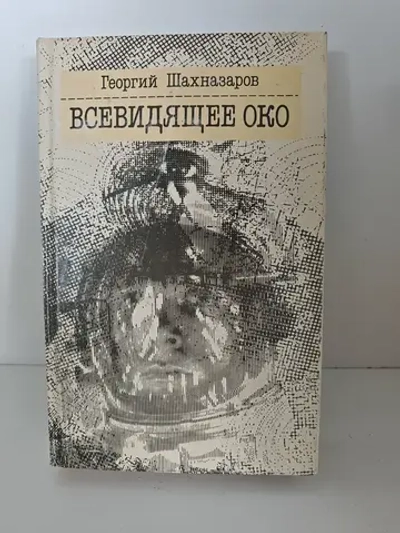 Георгий Шахназаров
ВСЕВИДЯЩЕЕ ОКО